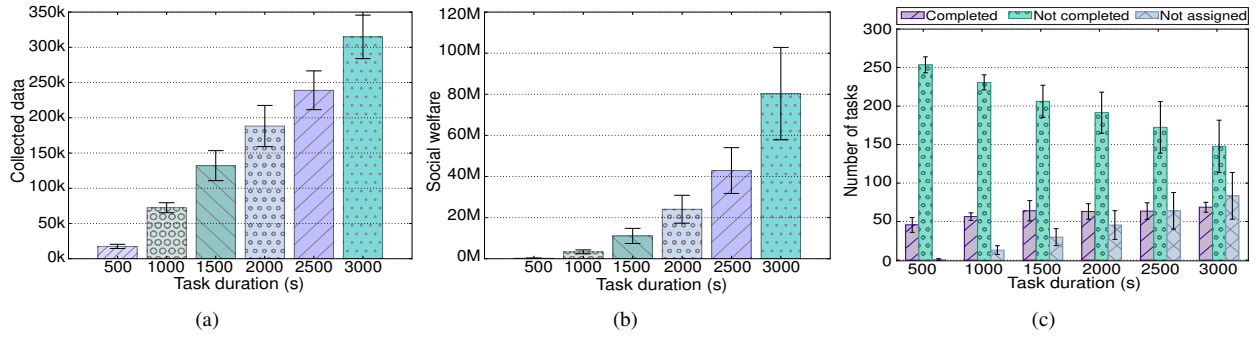 350k
300k
250k
200k
150k
100k
50k
0k
Collected data
500 1000 1500 2000 2500 3000
Task duration (s)
(a)
120M
100M
80M
60M
40M
20M
0M
Social welfare
500 1000 1500 2000 2500 3000
Task duration (s)
(b)
Completed Not completed Not assigned
300
250
200
150
100
50
0
Number of tasks
500 1000 1500 2000 2500 3000
Task duration (s)
(c)